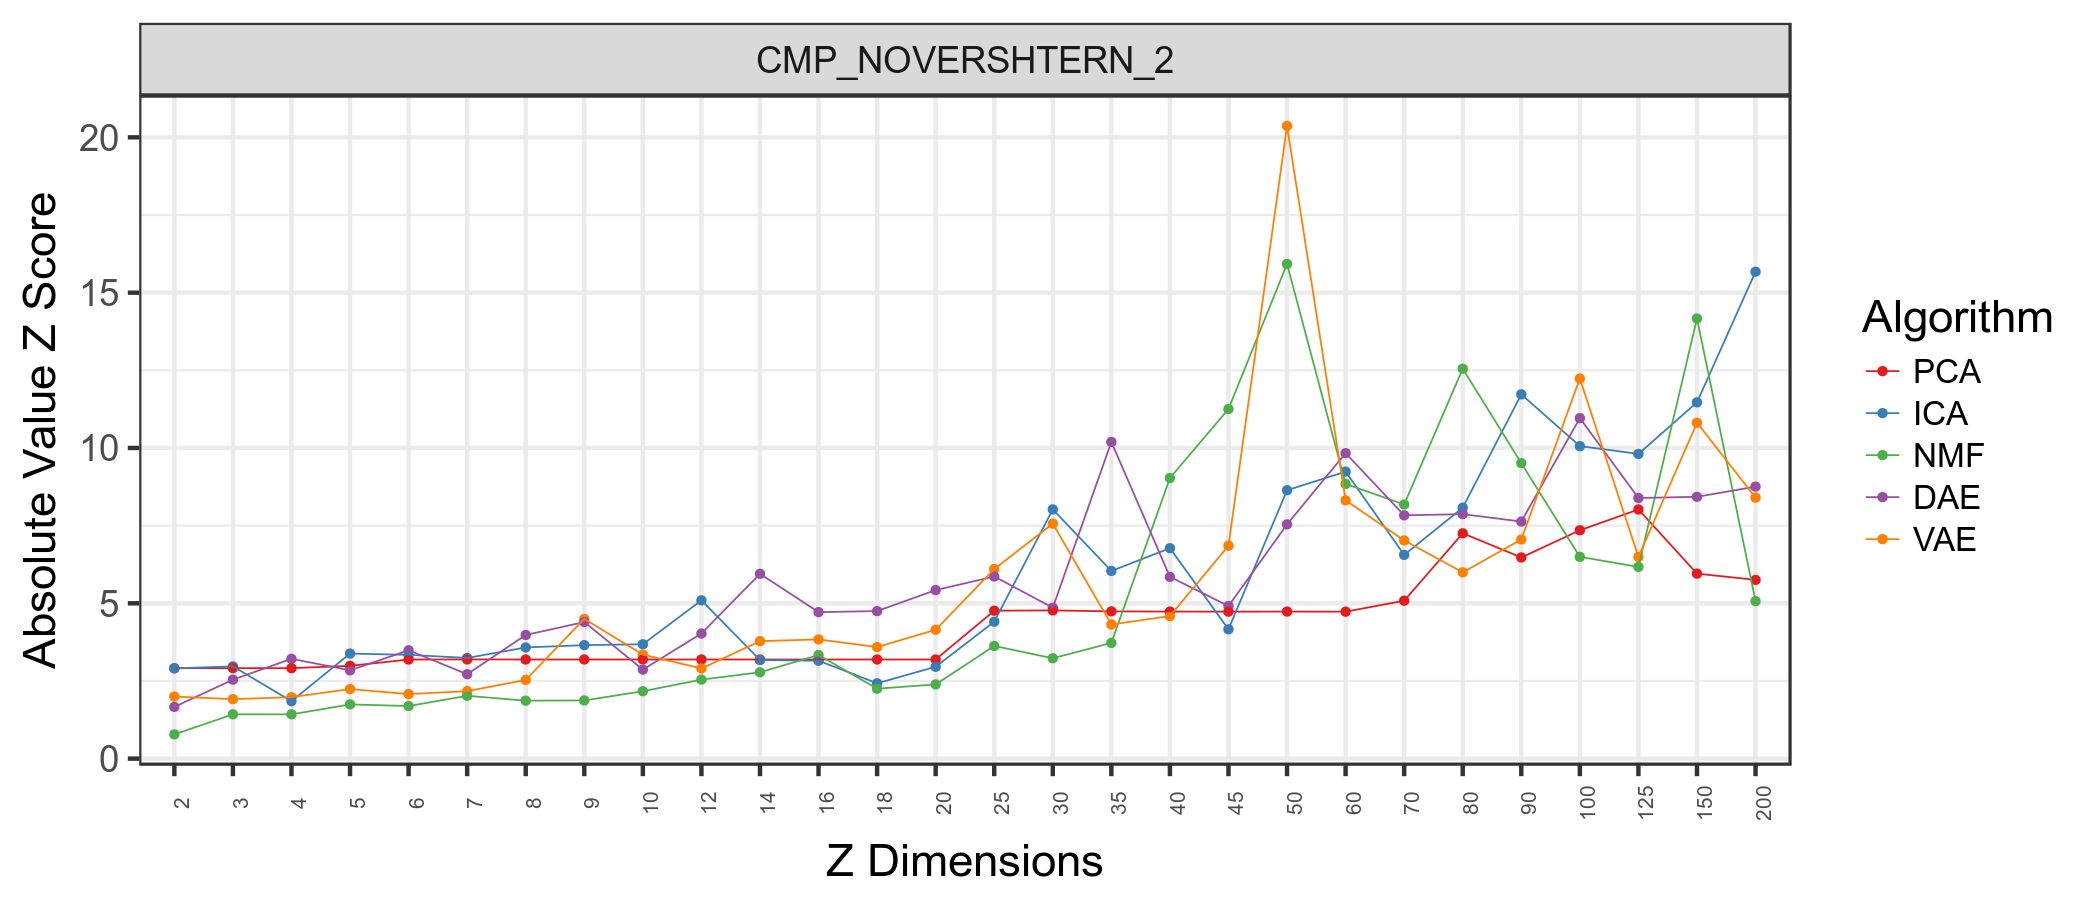 CMP_NOVERSHTERN_2
Absolute Value Z Score
20
15
10
5
0
2 3 4 5 6 7 8 9 10 12 14 16 18 20 25 30 35 40 45 50 60 70 80 90 100 125 150 200
Z Dimensions
Algorithm
PCA
ICA
NMF
DAE
VAE